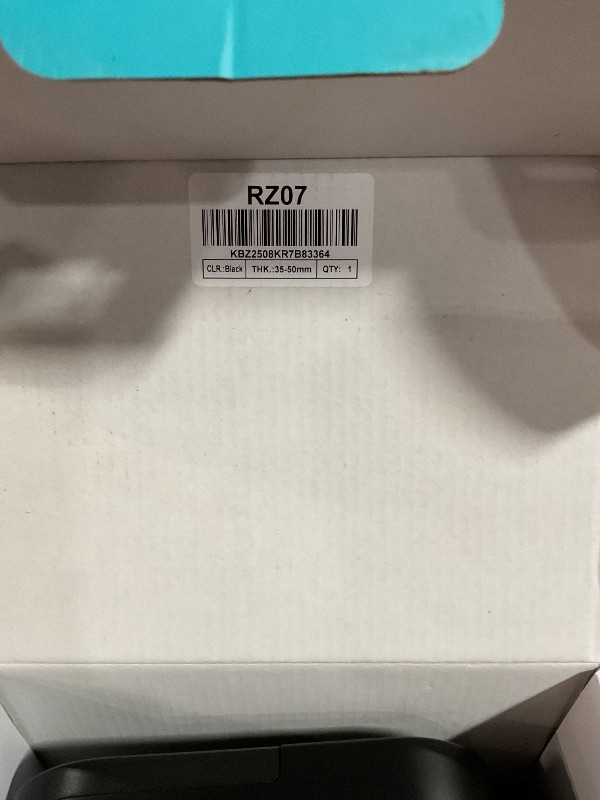 RZ07
KBZ2508KR7B83364
CLR.:Black THK.:35-50mm QTY: 1